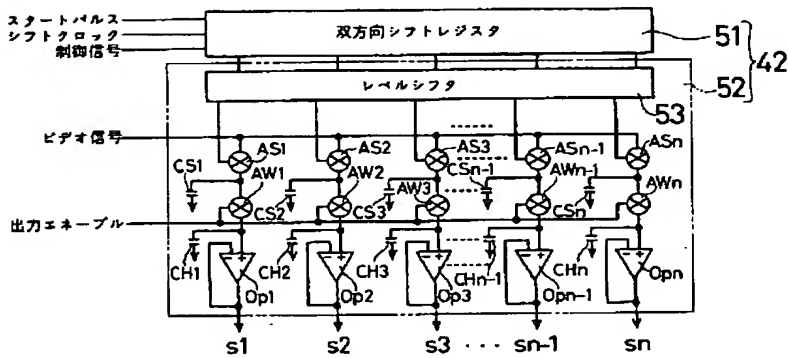 スタートパルス
シフトクロック
制御信号
双方向シフトレジスタ
51
42
52
レベルシフタ
53
ビデオ信号
AS1 AS2 AS3 ASn-1 ASn
CS1 CS2 CS3 CSn-1 CSn
AW1 AW2 AW3 AWn-1 AWn
出力エネーブル
CH1 CH2 CH3 CHn-1 CHn
Op1 Op2 Op3 Opn-1 Opn
s1 s2 s3 ··· sn-1 sn